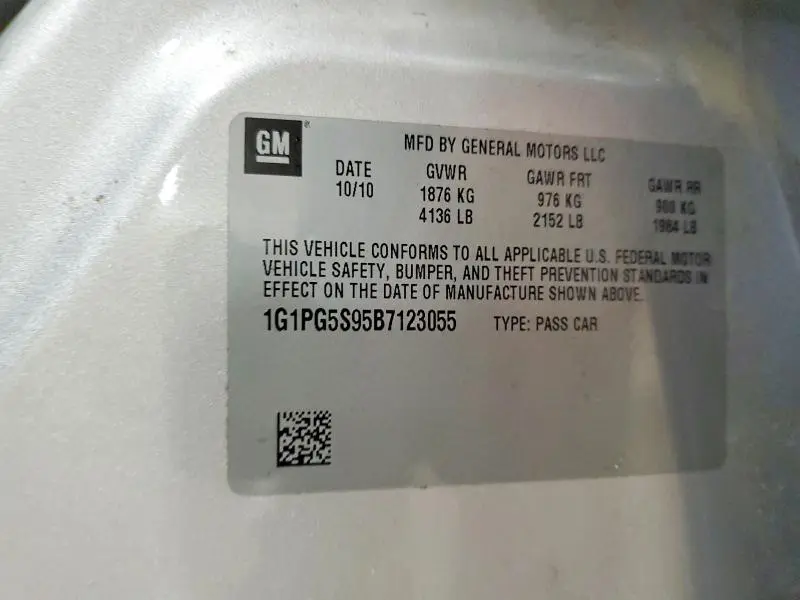 GM
MFD BY GENERAL MOTORS LLC
DATE GVWR GAWR FRT GAWR RR
10/10 1876 KG 976 KG 900 KG
4136 LB 2152 LB 1984 LB
THIS VEHICLE CONFORMS TO ALL APPLICABLE U.S. FEDERAL MOTOR
VEHICLE SAFETY, BUMPER, AND THEFT PREVENTION STANDARDS IN
EFFECT ON THE DATE OF MANUFACTURE SHOWN ABOVE.
1G1PG5S95B7123055 TYPE: PASS CAR